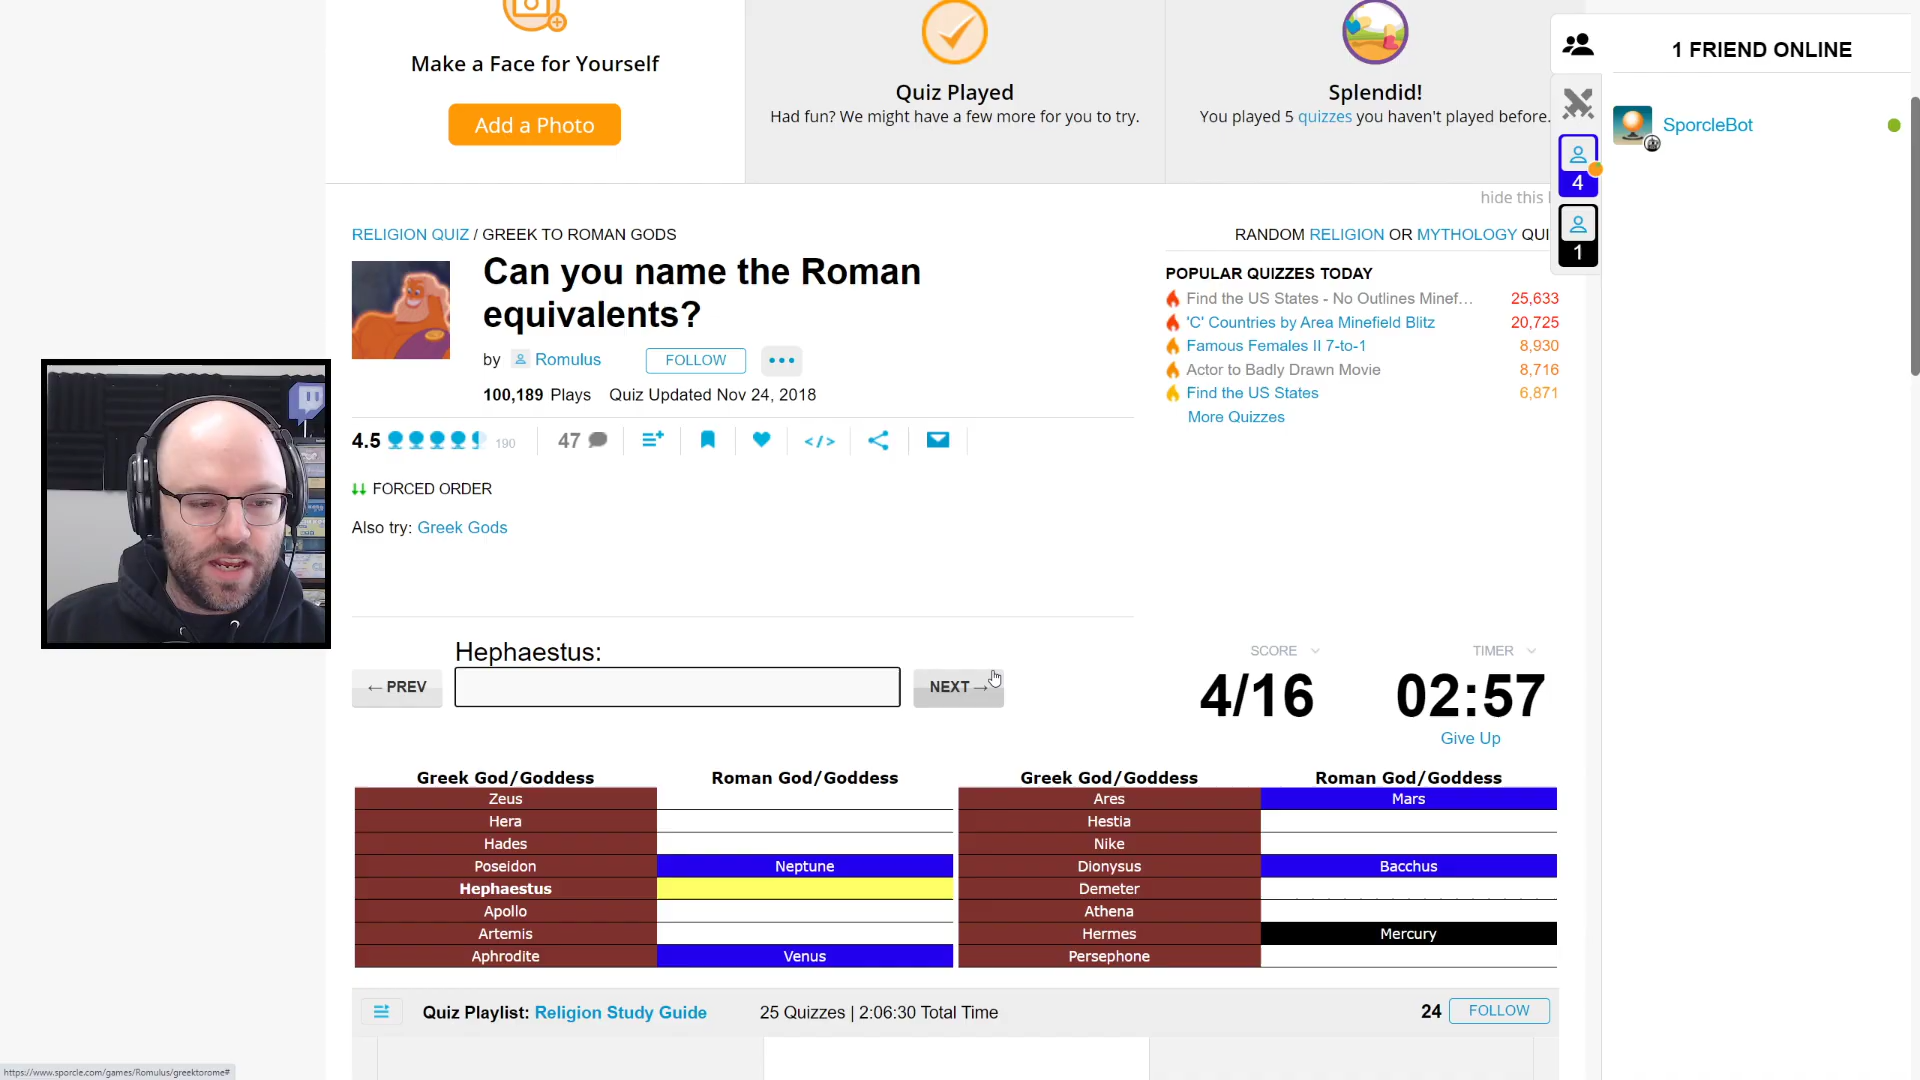 Make a Face for Yourself
Add a Photo
Quiz Played
Had fun? We might have a few more for you to try.
Splendid!
You played 5 quizzes you haven't played before.
hide this
1 FRIEND ONLINE
SporcleBot
4
1
RELIGION QUIZ / GREEK TO ROMAN GODS
RANDOM RELIGION OR MYTHOLOGY QUI
Can you name the Roman
equivalents?
by Romulus
FOLLOW
100,189 Plays Quiz Updated Nov 24, 2018
4.5 190 47
POPULAR QUIZZES TODAY
Find the US States - No Outlines Minef... 25,633
'C' Countries by Area Minefield Blitz 20,725
Famous Females II 7-to-1 8,930
Actor to Badly Drawn Movie 8,716
Find the US States 6,871
More Quizzes
FORCED ORDER
Also try: Greek Gods
Hephaestus:
← PREV
NEXT →
SCORE
4/16
TIMER
02:57
Give Up
Greek God/Goddess Roman God/Goddess Greek God/Goddess Roman God/Goddess
Zeus Ares Mars
Hera Hestia
Hades Nike
Poseidon Neptune Dionysus Bacchus
Hephaestus Demeter
Apollo Athena
Artemis Hermes Mercury
Aphrodite Venus Persephone
Quiz Playlist: Religion Study Guide 25 Quizzes | 2:06:30 Total Time 24 FOLLOW
https://www.sporcle.com/games/Romulus/greektorome#